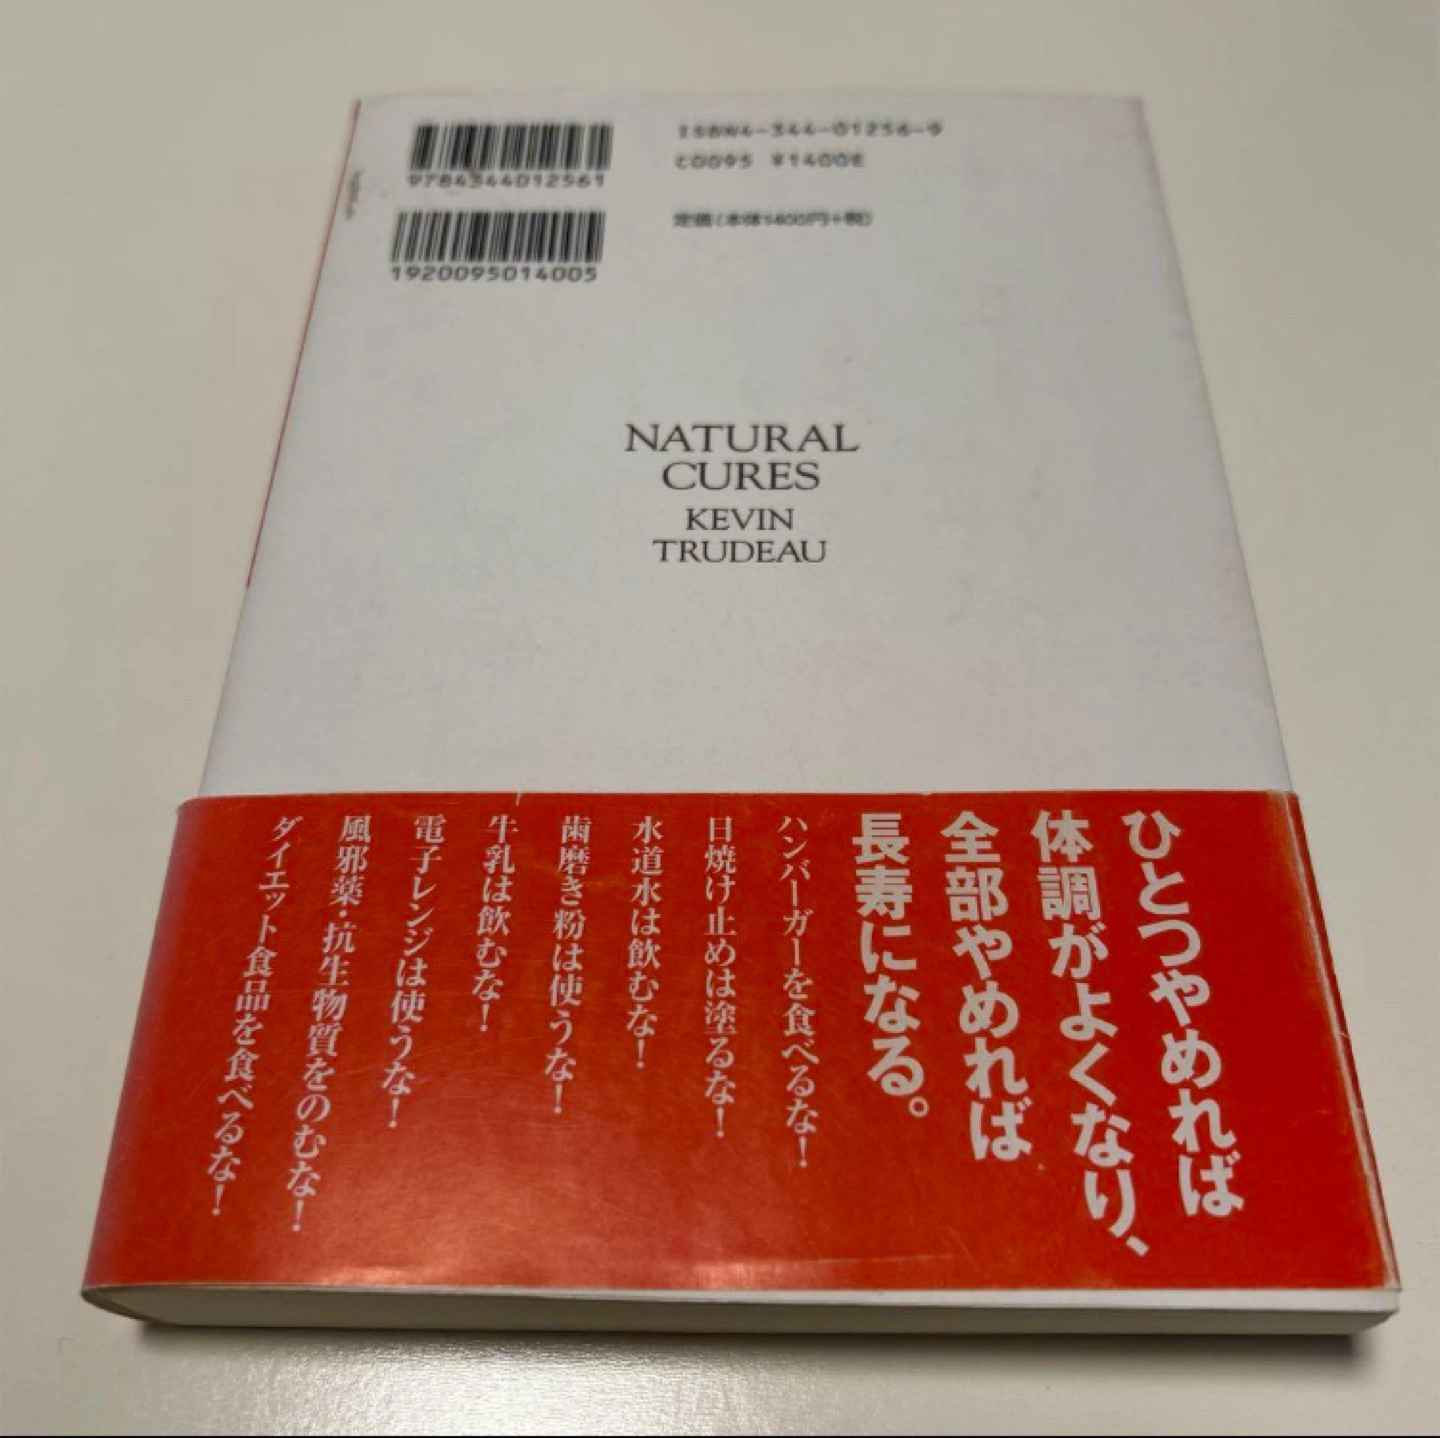 9784344012561
1920095014005
ISBN4-344-01256-9
C0095 ¥1400E
定価(本体1400円+税)
NATURAL
CURES
KEVIN
TRUDEAU
ひとつやめれば
体調がよくなり、
全部やめれば
長寿になる。
ハンバーガーを食べるな！
日焼け止めは塗るな！
水道水は飲むな！
歯磨き粉は使うな！
牛乳は飲むな！
電子レンジは使うな！
風邪薬・抗生物質をのむな！
ダイエット食品を食べるな！